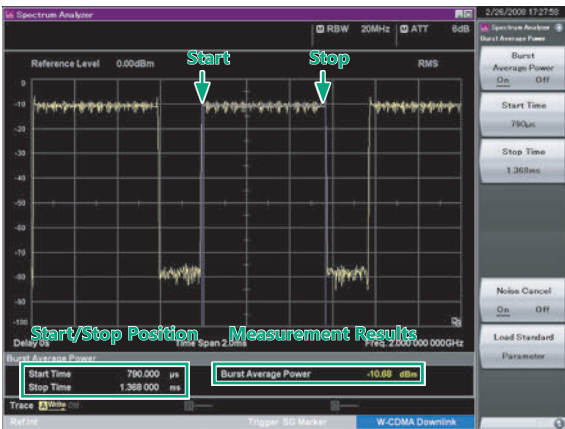 Spectrum Analyzer
2/26/2008 17:27:58
RBW 20MHz ATT 6dB
Spectrum Analyzer
Burst Average Power
Reference Level 0.00dBm
Start
Stop
RMS
Burst
Average Power
On Off
Start Time
790μs
Stop Time
1.368ms
Noise Cancel
On Off
Load Standard
Parameter
0
-10
-20
-30
-40
-50
-60
-70
-80
-90
-100
Start/Stop Position
Measurement Results
Delay 0s
Time Span 2.0ms
Freq. 2.000 000 000GHz
Burst Average Power
Start Time 790.000 μs
Stop Time 1.368 000 ms
Burst Average Power -10.68 dBm
Trace A Write Off
Ref.Int
Trigger SG Marker
W-CDMA Downlink